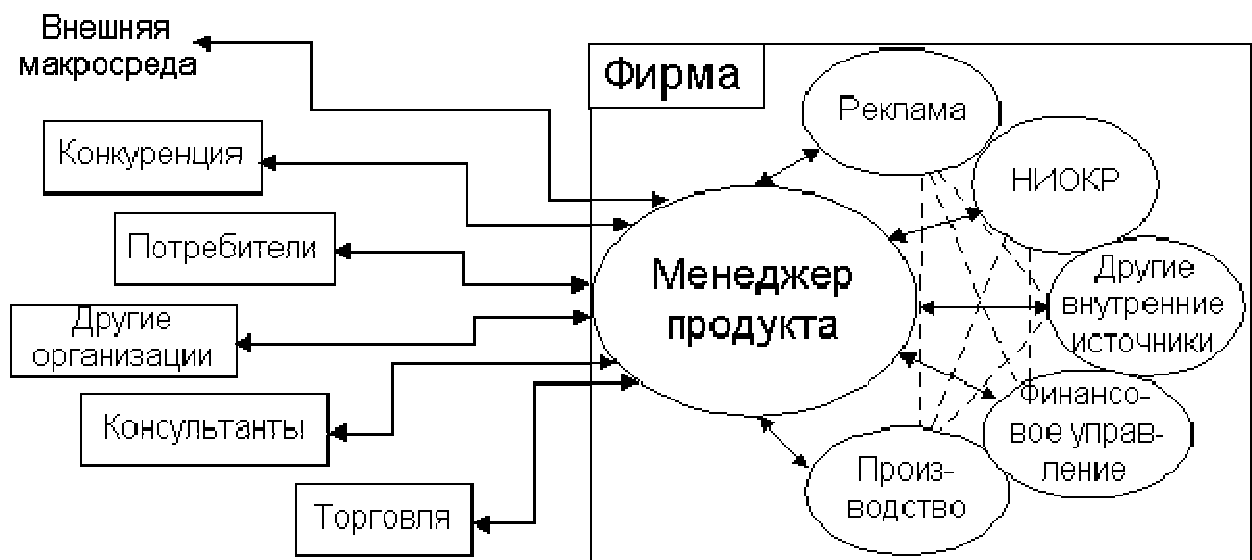 Внешняя
макросреда
Конкуренция
Потребители
Другие
организации
Консультанты
Торговля
Фирма
Менеджер
продукта
Реклама
НИОКР
Другие
внутренние
источники
Финансо-
вое управ-
ление
Произ-
водство